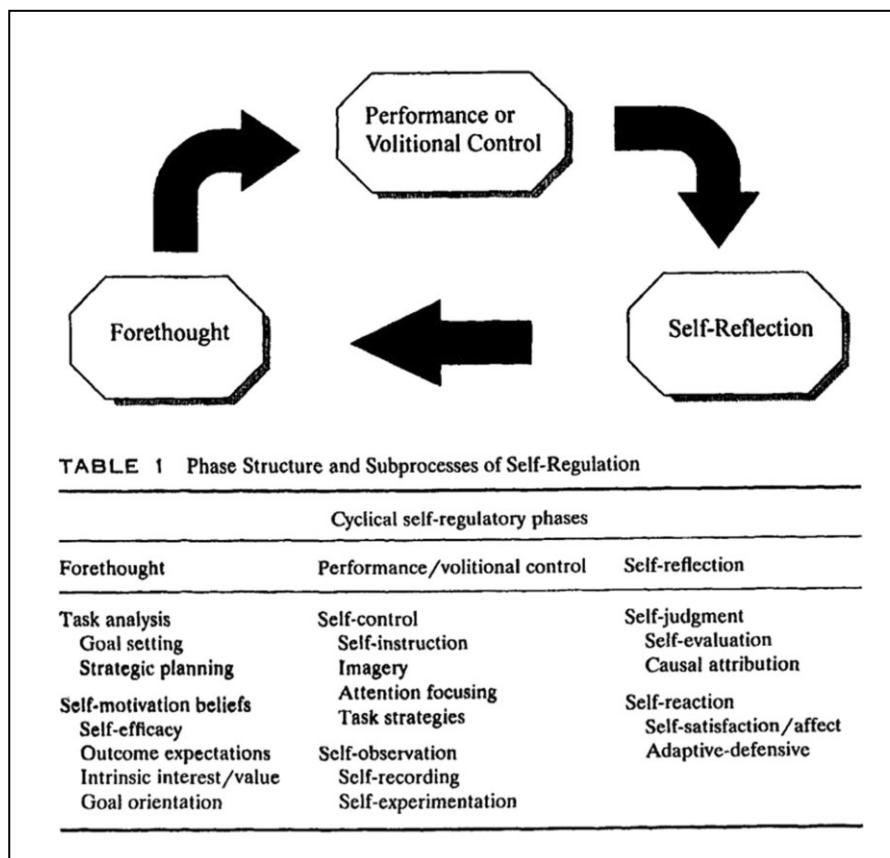 Performance or
Volitional Control
Forethought
Self-Reflection
TABLE 1 Phase Structure and Subprocesses of Self-Regulation
Cyclical self-regulatory phases
Forethought Performance/volitional control Self-reflection
Task analysis Self-control Self-judgment
Goal setting Self-instruction Self-evaluation
Strategic planning Imagery Causal attribution
Attention focusing
Self-motivation beliefs Task strategies Self-reaction
Self-efficacy Self-satisfaction/affect
Outcome expectations Self-observation Adaptive-defensive
Intrinsic interest/value Self-recording
Goal orientation Self-experimentation